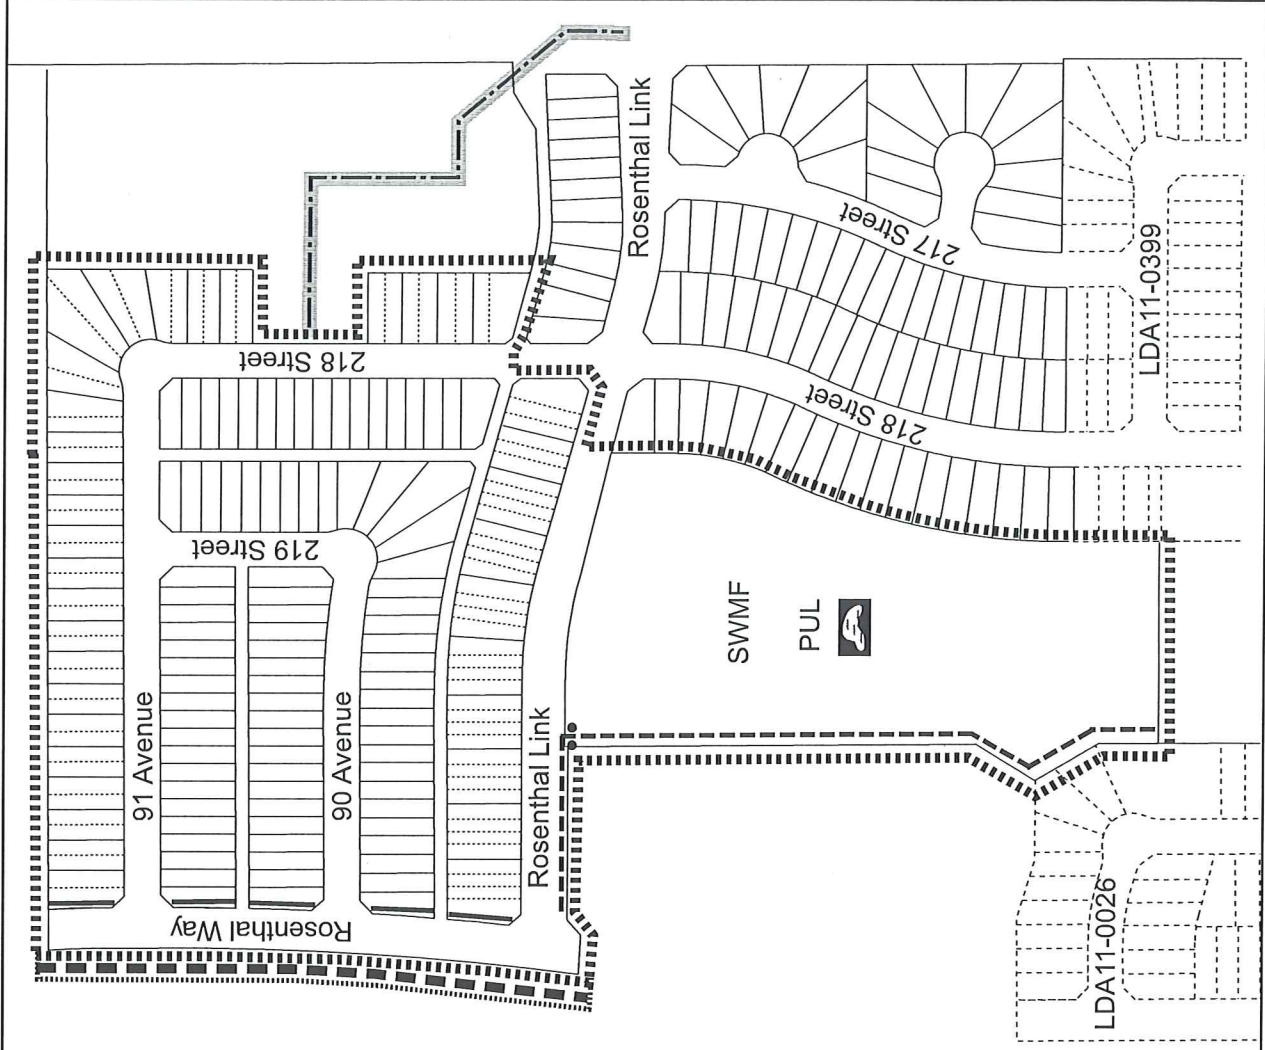 Rosenthal Link
218 Street
217 Street
LDA11-0399
218 Street
219 Street
SWMF
PUL
91 Avenue
90 Avenue
Rosenthal Link
Rosenthal Way
LDA11-0026